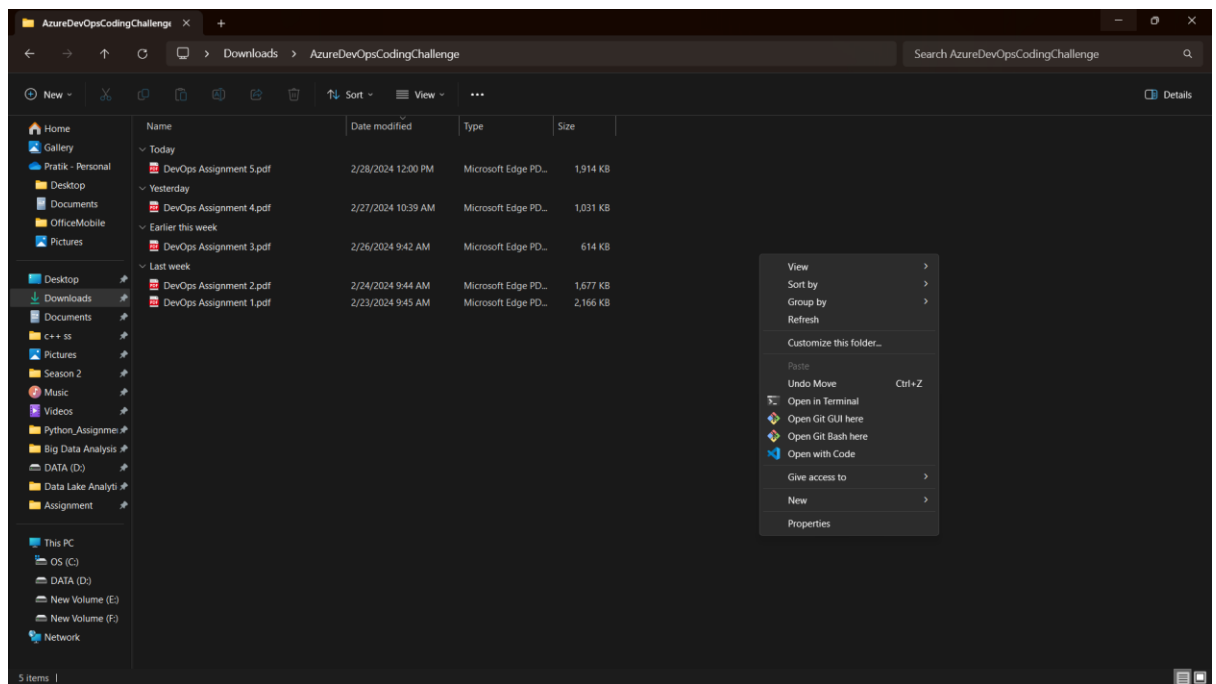 AzureDevOpsCodingChallenge
Downloads > AzureDevOpsCodingChallenge
Search AzureDevOpsCodingChallenge
New
Sort
View
Details
Home
Gallery
Pratik - Personal
Desktop
Documents
OfficeMobile
Pictures
Desktop
Downloads
Documents
c++ ss
Pictures
Season 2
Music
Videos
Python_Assignme
Big Data Analysis
DATA (D:)
Data Lake Analyti
Assignment
This PC
OS (C:)
DATA (D:)
New Volume (E:)
New Volume (F:)
Network
Name Date modified Type Size
Today
DevOps Assignment 5.pdf 2/28/2024 12:00 PM Microsoft Edge PD... 1,914 KB
Yesterday
DevOps Assignment 4.pdf 2/27/2024 10:39 AM Microsoft Edge PD... 1,031 KB
Earlier this week
DevOps Assignment 3.pdf 2/26/2024 9:42 AM Microsoft Edge PD... 614 KB
Last week
DevOps Assignment 2.pdf 2/24/2024 9:44 AM Microsoft Edge PD... 1,677 KB
DevOps Assignment 1.pdf 2/23/2024 9:45 AM Microsoft Edge PD... 2,166 KB
View
Sort by
Group by
Refresh
Customize this folder...
Paste
Undo Move Ctrl+Z
Open in Terminal
Open Git GUI here
Open Git Bash here
Open with Code
Give access to
New
Properties
5 items